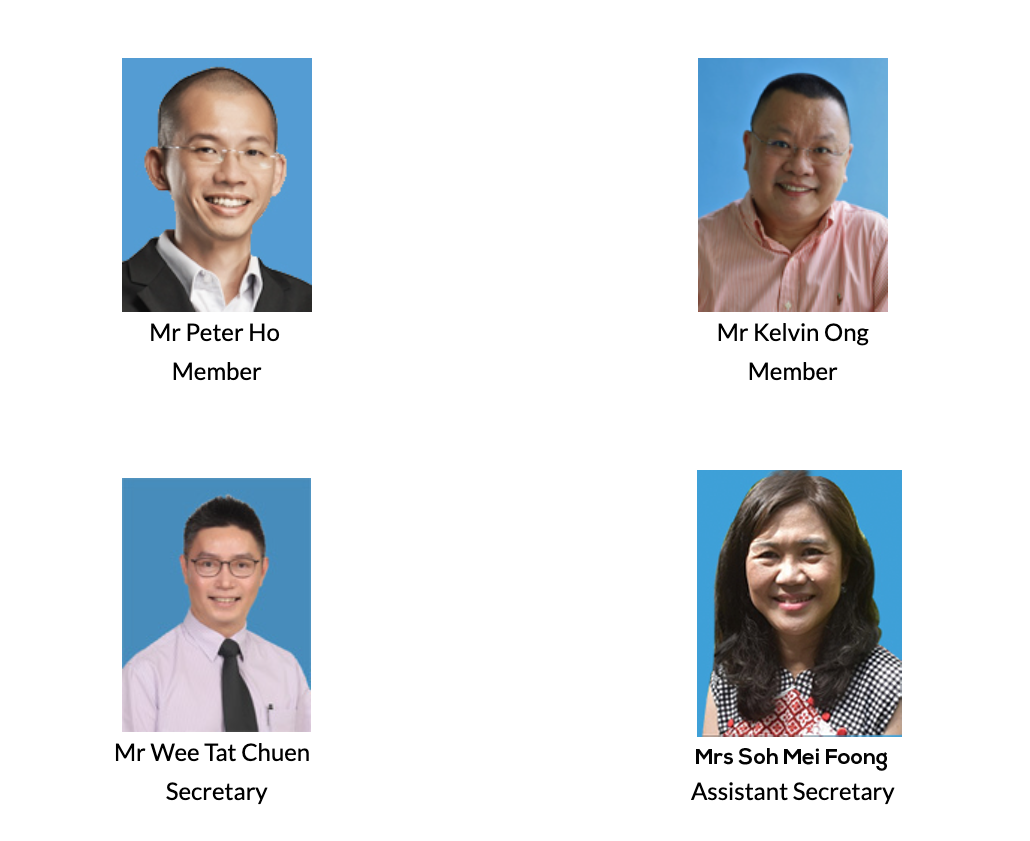 Mr Peter Ho
Member
Mr Kelvin Ong
Member
Mr Wee Tat Chuen
Secretary
Mrs Soh Mei Foong
Assistant Secretary